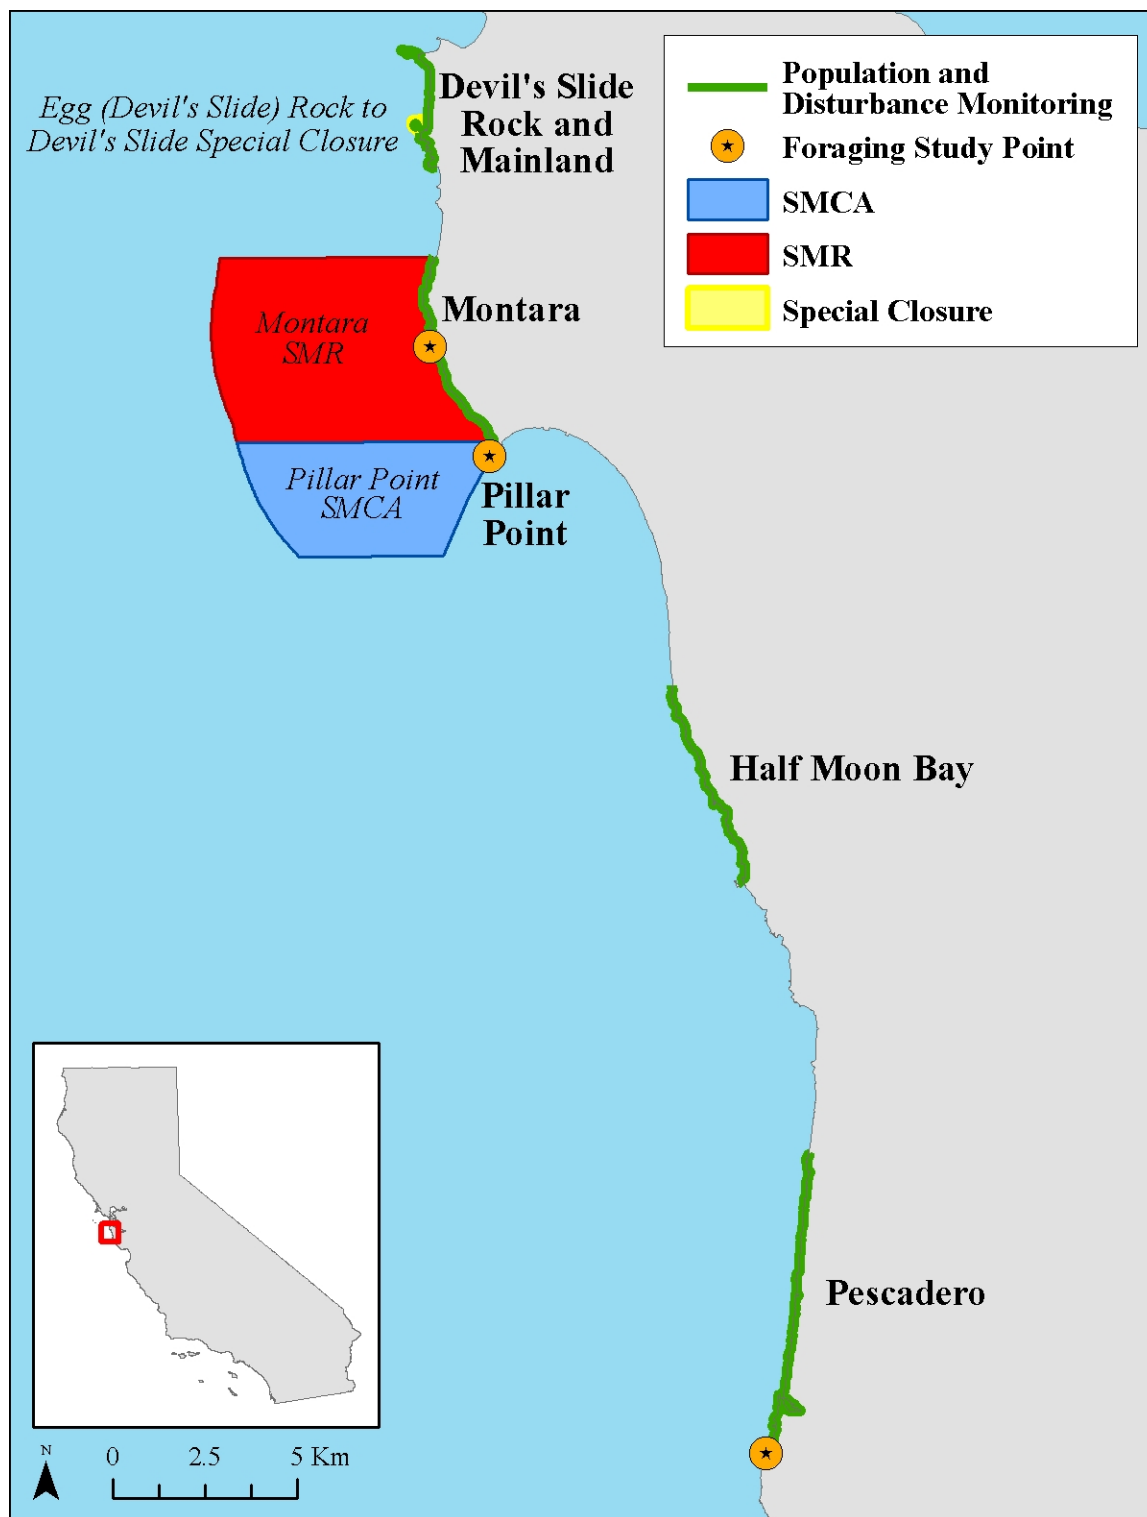 Egg (Devil's Slide) Rock to
Devil's Slide Special Closure
Devil's Slide
Rock and
Mainland
Population and
Disturbance Monitoring
Foraging Study Point
SMCA
SMR
Special Closure
Montara
SMR
Montara
Pillar Point
SMCA
Pillar
Point
Half Moon Bay
Pescadero
N
0 2.5 5 Km